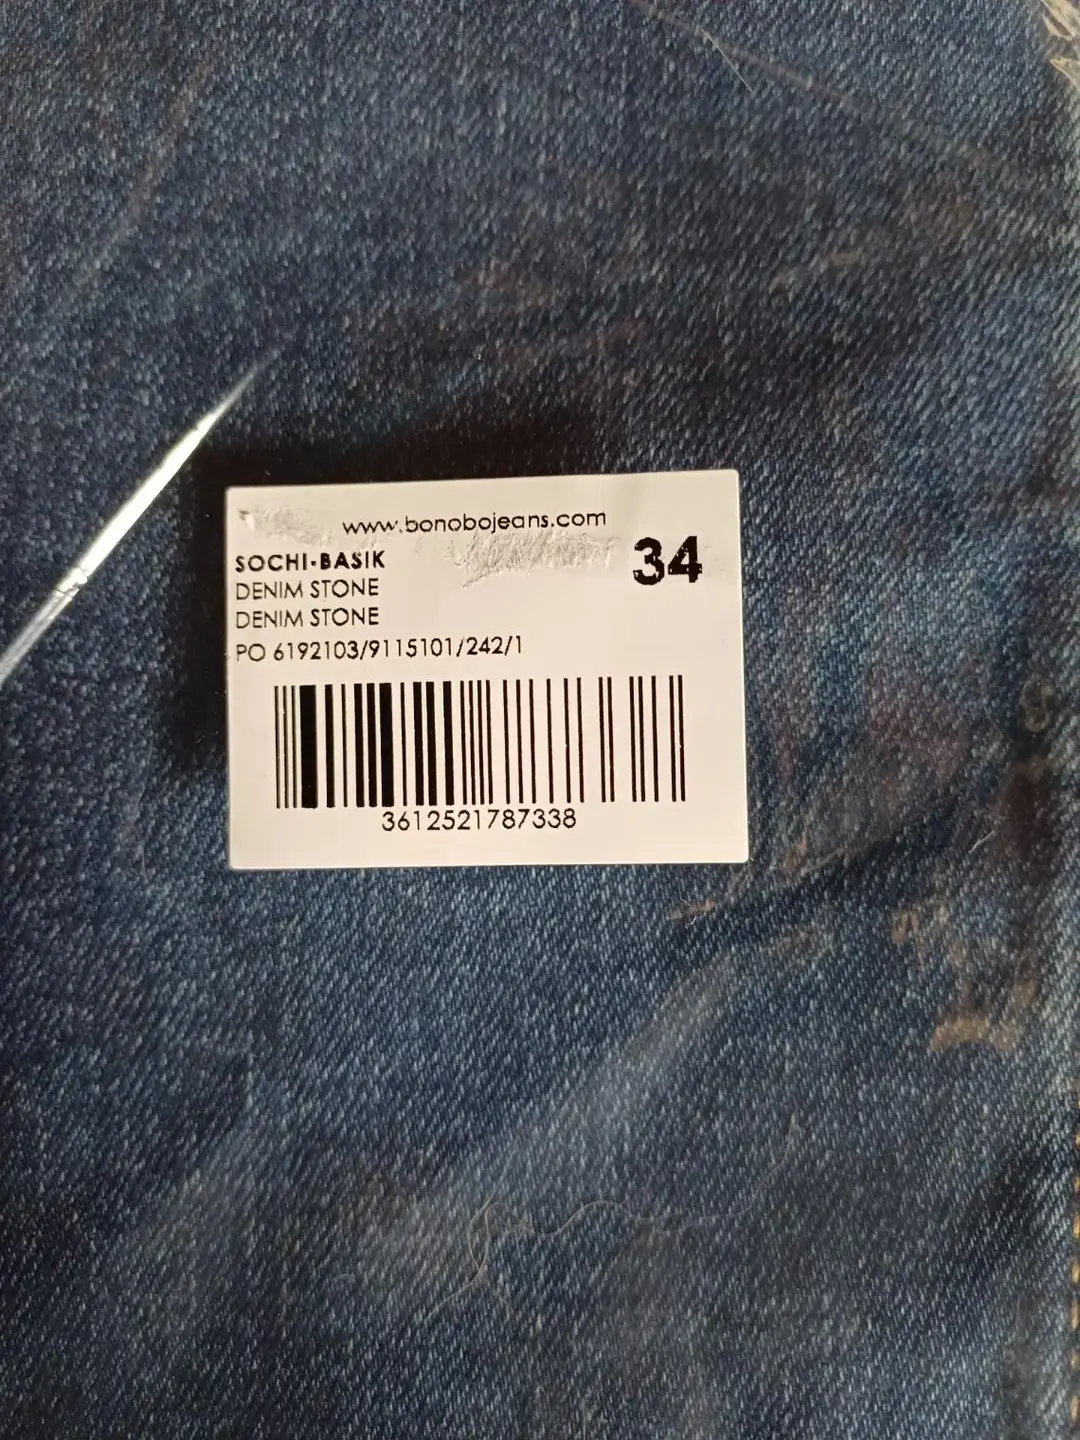 www.bonobojeans.com
34
SOCHI-BASIK
DENIM STONE
DENIM STONE
PO 6192103/9115101/242/1
3612521787338